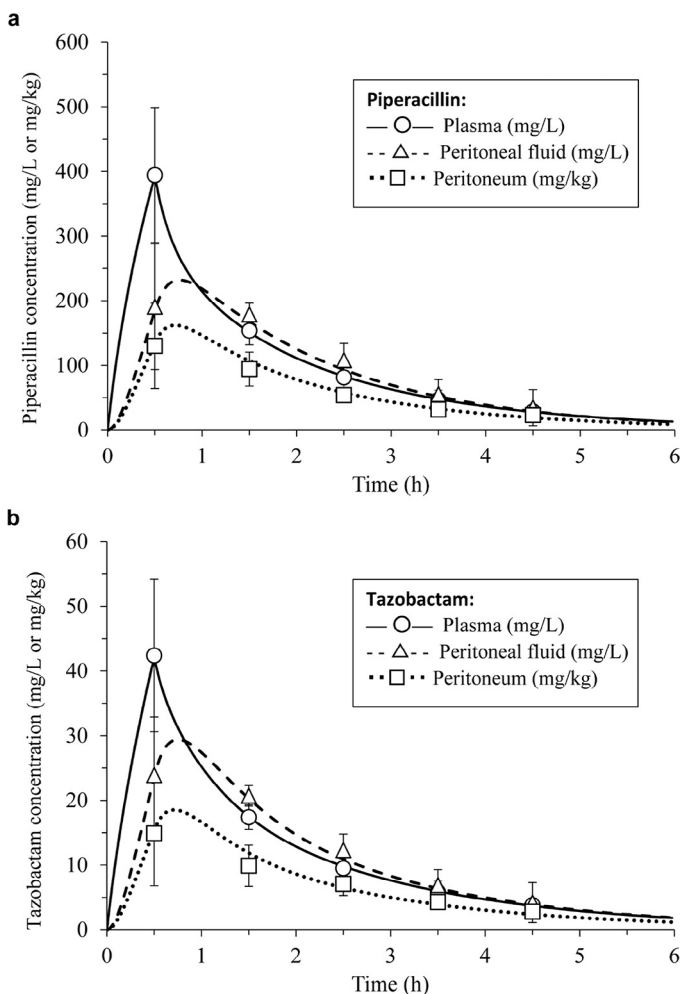 a
600
500
400
300
200
100
0
Piperacillin concentration (mg/L or mg/kg)
Piperacillin:
Plasma (mg/L)
Peritoneal fluid (mg/L)
Peritoneum (mg/kg)
0 1 2 3 4 5 6
Time (h)
b
60
50
40
30
20
10
0
Tazobactam concentration (mg/L or mg/kg)
Tazobactam:
Plasma (mg/L)
Peritoneal fluid (mg/L)
Peritoneum (mg/kg)
0 1 2 3 4 5 6
Time (h)